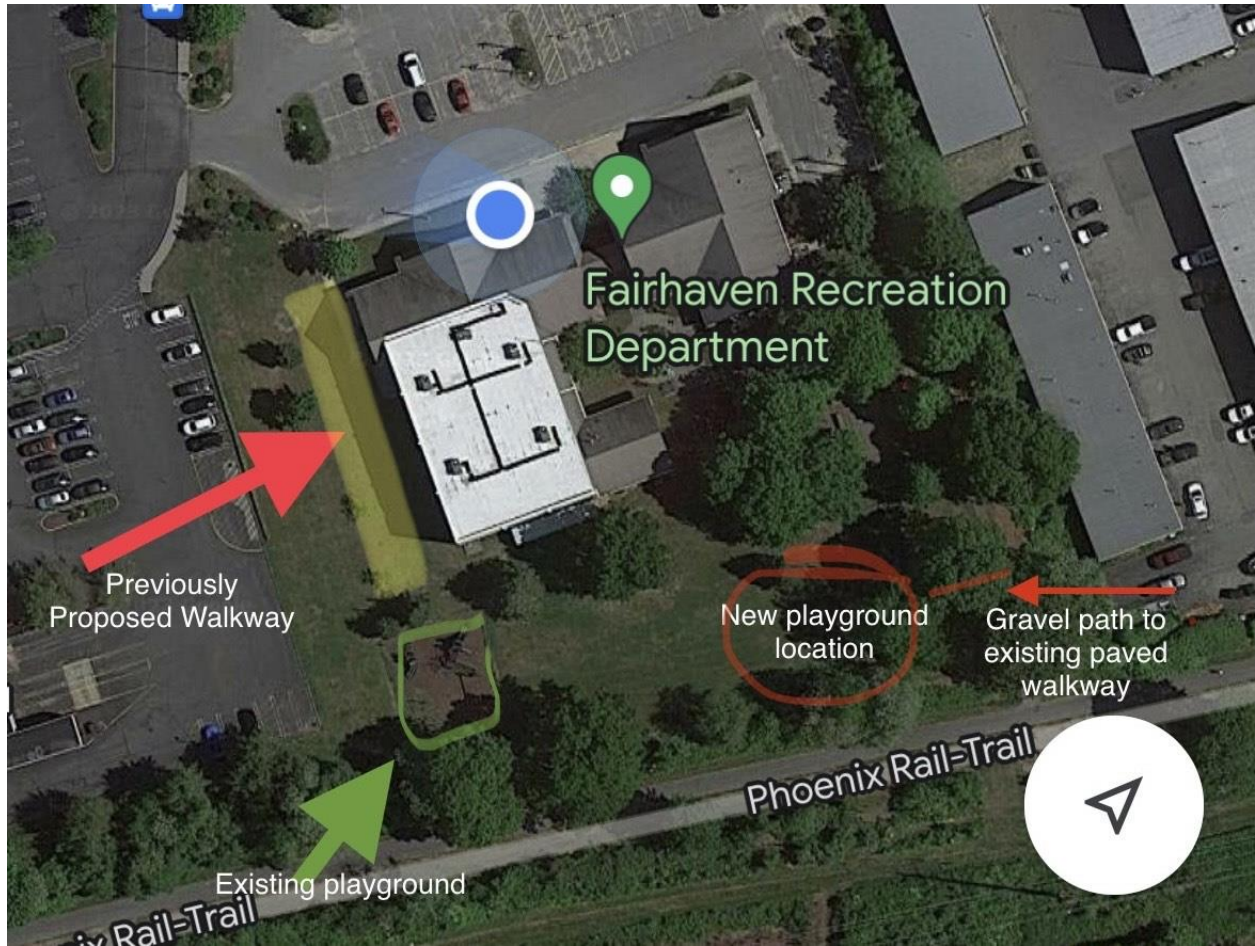 Fairhaven Recreation
Department
Previously
Proposed Walkway
New playground
location
Gravel path to
existing paved
walkway
Phoenix Rail-Trail
Existing playground
ix Rail-Trail